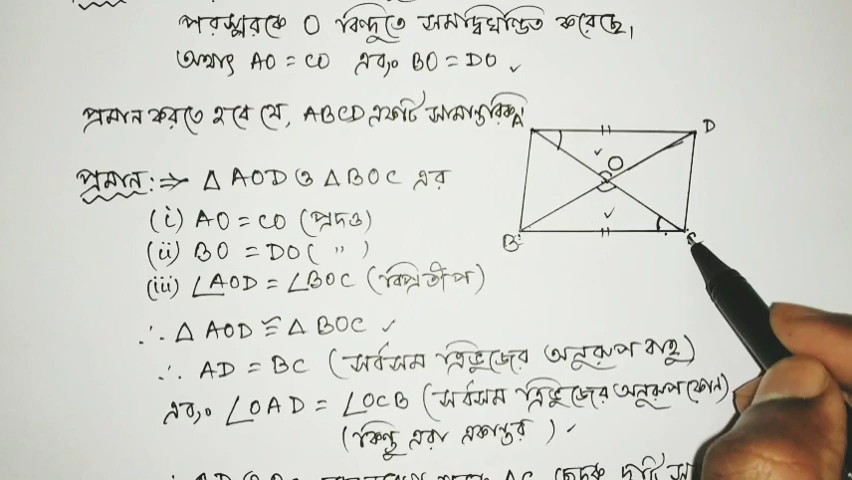 পরস্পরকে O বিন্দুতে সমদ্বিখণ্ডিত করেছে।
অর্থাৎ AO = CO এবং BO = DO ✓
প্রমান করতে হবে যে, ABCD একটি সামান্তরিক।
A
D
O
B
C
প্রমান :⇒ △ AOD ও △ BOC এর
(i) AO = CO (প্রদত্ত)
(ii) BO = DO ( " )
(iii) ∠AOD = ∠BOC (বিপ্রতীপ)
∴ △ AOD ≅ △ BOC ✓
∴ AD = BC (সর্বসম ত্রিভুজের অনুরূপ বাহু)
এবং ∠OAD = ∠OCB (সর্বসম ত্রিভুজের অনুরূপ কোন)
(কিন্তু এরা একান্তর) ✓